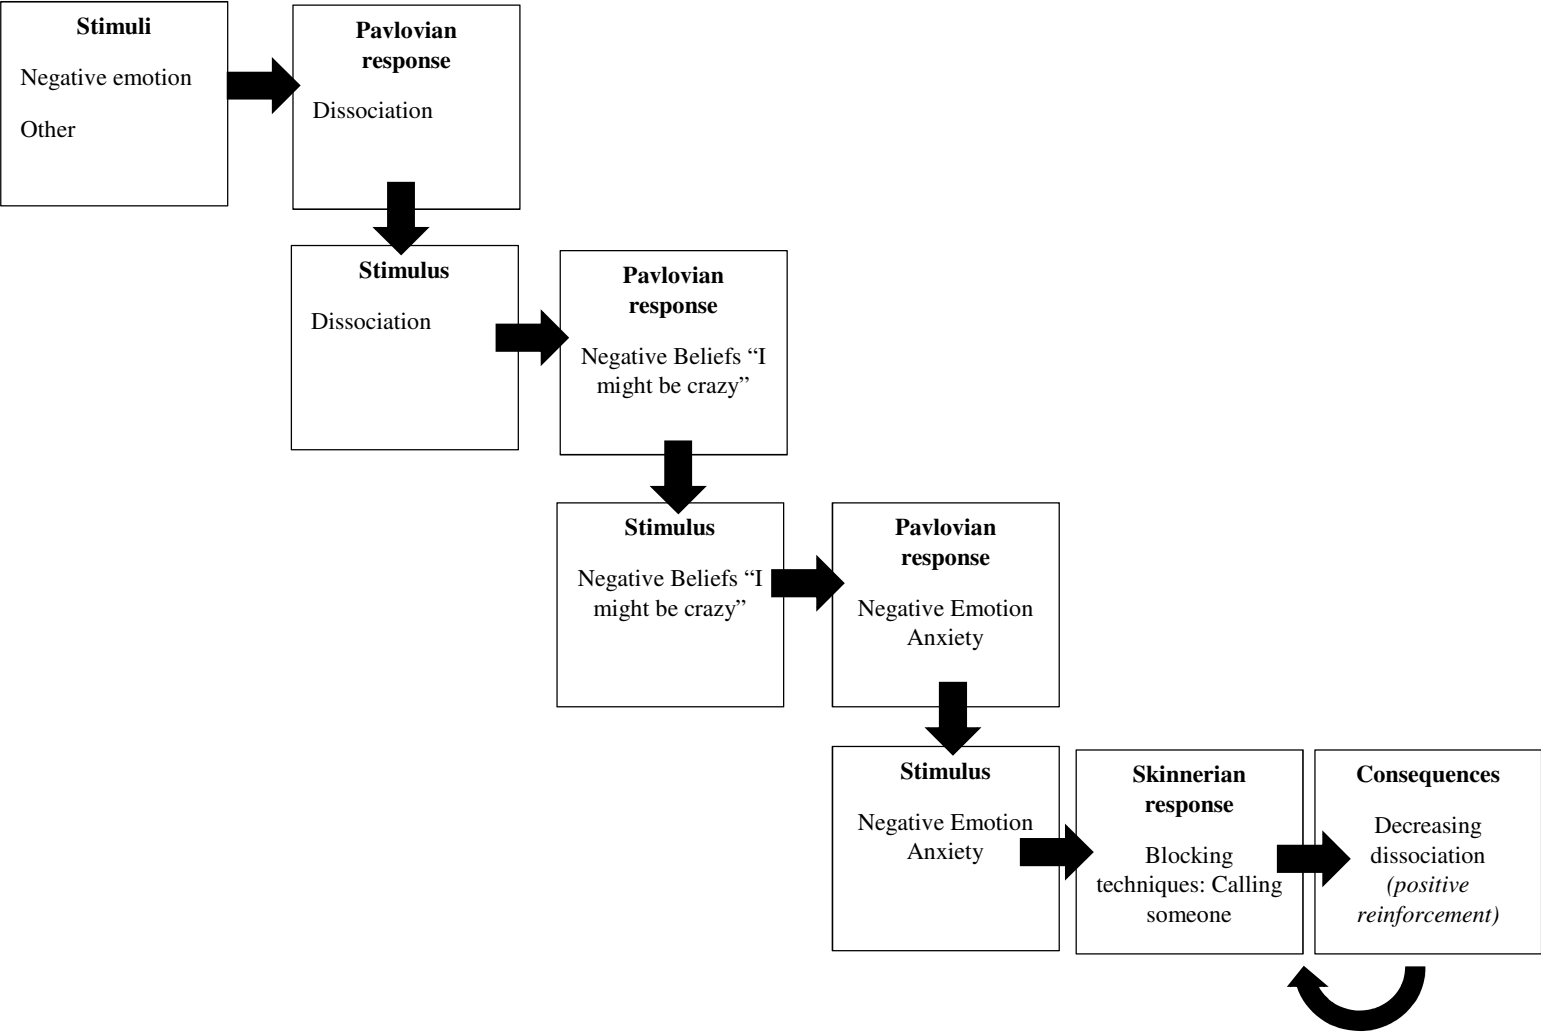 Stimuli
Negative emotion
Other
Pavlovian
response
Dissociation
Stimulus
Dissociation
Pavlovian
response
Negative Beliefs “I
might be crazy”
Stimulus
Negative Beliefs “I
might be crazy”
Pavlovian
response
Negative Emotion
Anxiety
Stimulus
Negative Emotion
Anxiety
Skinnerian
response
Blocking
techniques: Calling
someone
Consequences
Decreasing
dissociation
(positive
reinforcement)